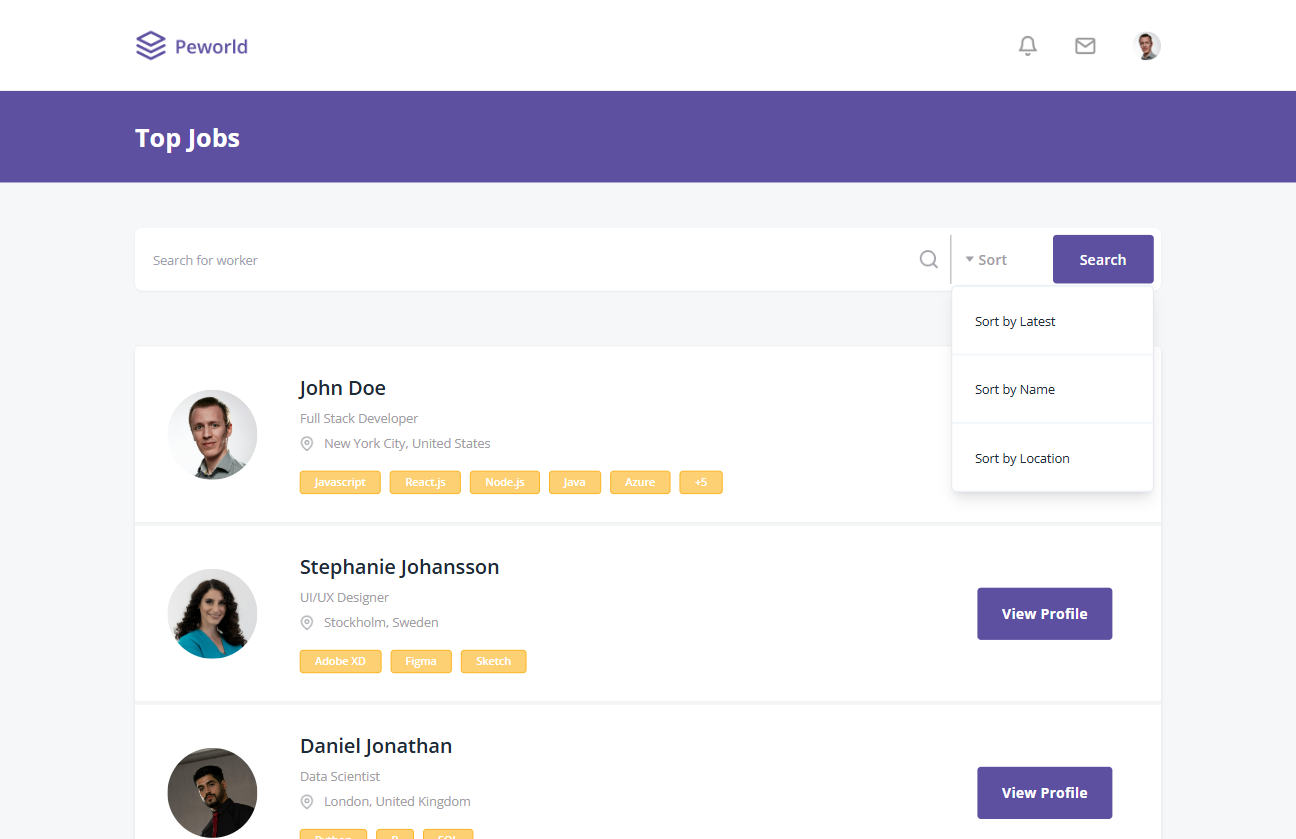 Peworld
Top Jobs
Search for worker
Sort
Search
Sort by Latest
Sort by Name
Sort by Location
John Doe
Full Stack Developer
New York City, United States
Javascript React.js Node.js Java Azure +5
Stephanie Johansson
UI/UX Designer
Stockholm, Sweden
Adobe XD Figma Sketch
View Profile
Daniel Jonathan
Data Scientist
London, United Kingdom
Python R SQL
View Profile